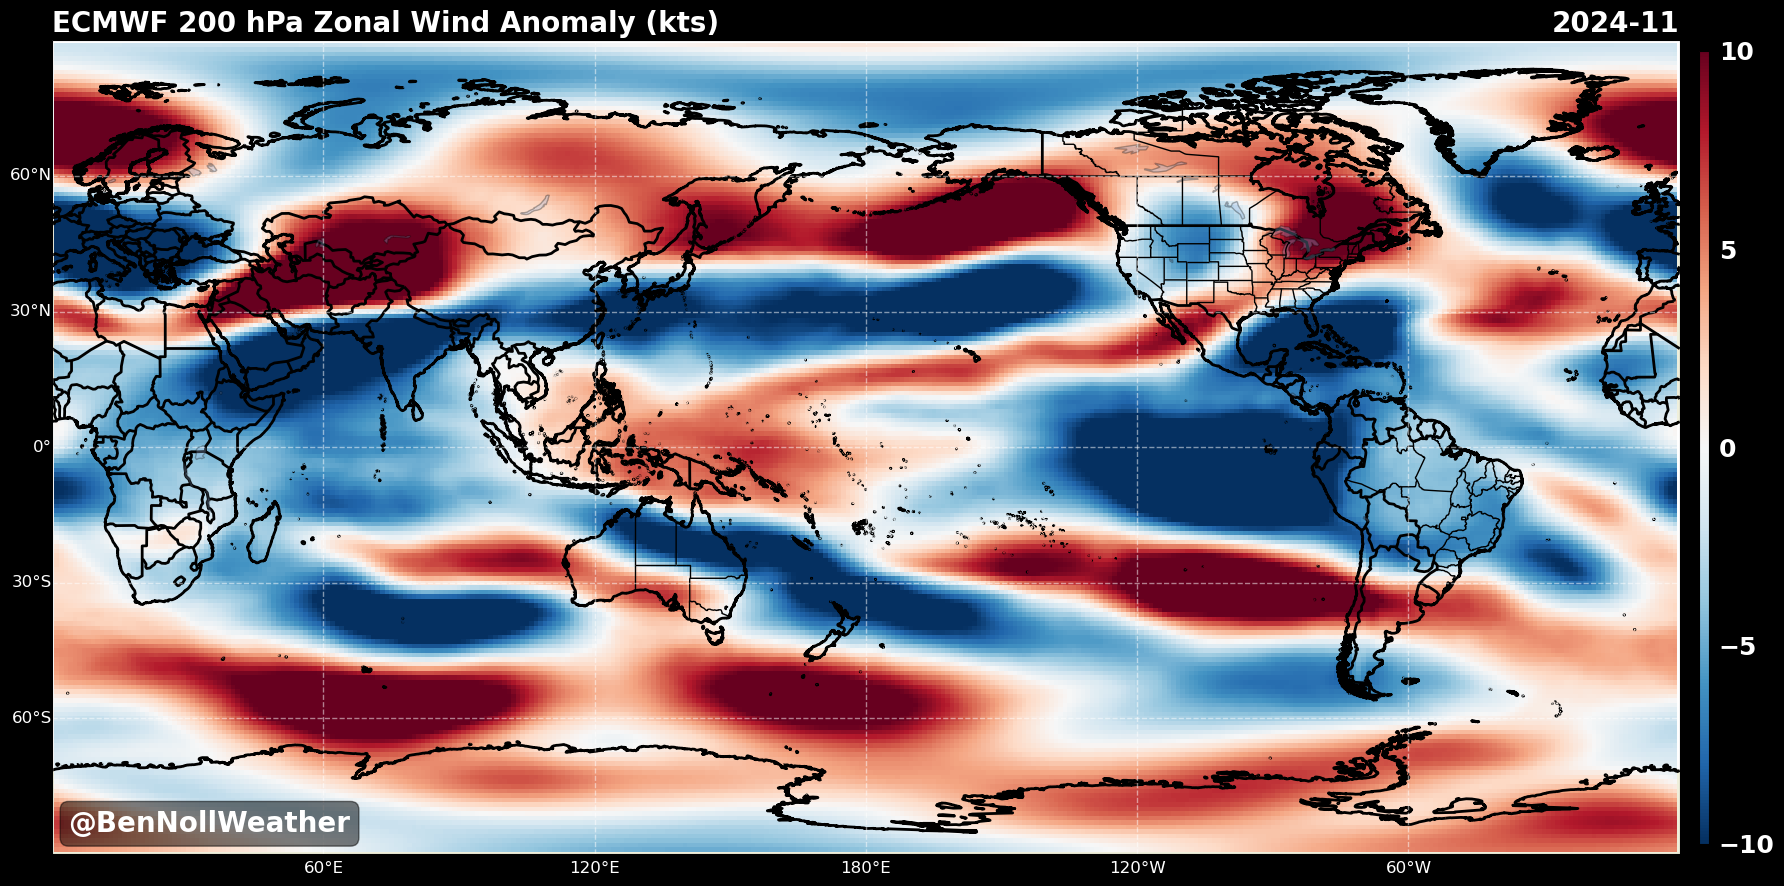 ECMWF 200 hPa Zonal Wind Anomaly (kts)
2024-11
10
5
0
−5
−10
60°N
30°N
0°
30°S
60°S
60°E
120°E
180°E
120°W
60°W
@BenNollWeather